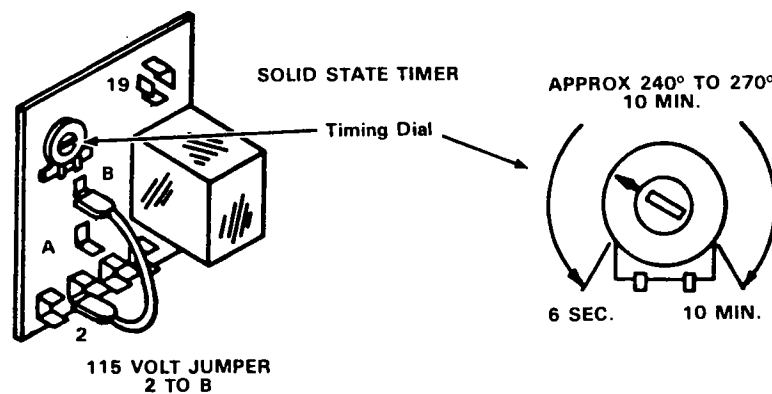 19
SOLID STATE TIMER
Timing Dial
B
A
2
115 VOLT JUMPER
2 TO B
APPROX 240° TO 270°
10 MIN.
6 SEC.
10 MIN.